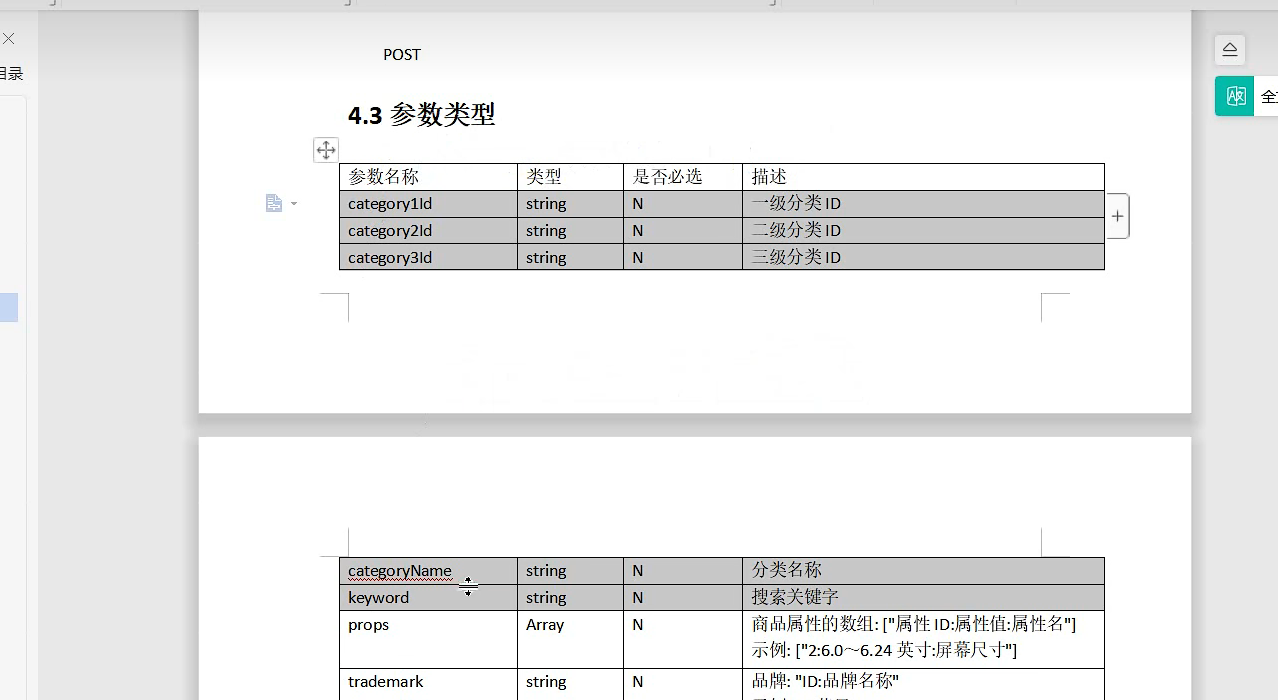 目录
POST
4.3 参数类型
参数名称 类型 是否必选 描述
category1Id string N 一级分类 ID
category2Id string N 二级分类 ID
category3Id string N 三级分类 ID
categoryName string N 分类名称
keyword string N 搜索关键字
props Array N 商品属性的数组: ["属性 ID:属性值:属性名"]
示例: ["2:6.0~6.24 英寸:屏幕尺寸"]
trademark string N 品牌: "ID:品牌名称"